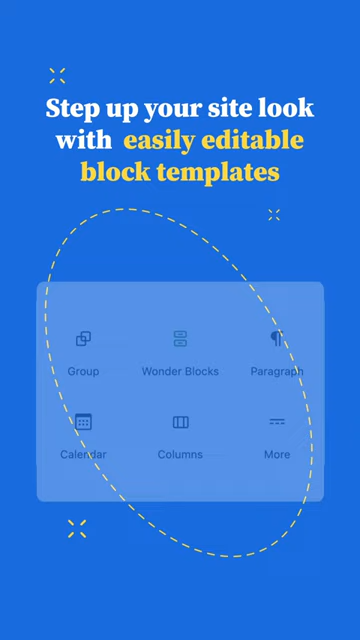 Step up your site look
with easily editable
block templates
Group Wonder Blocks Paragraph
Calendar Columns More